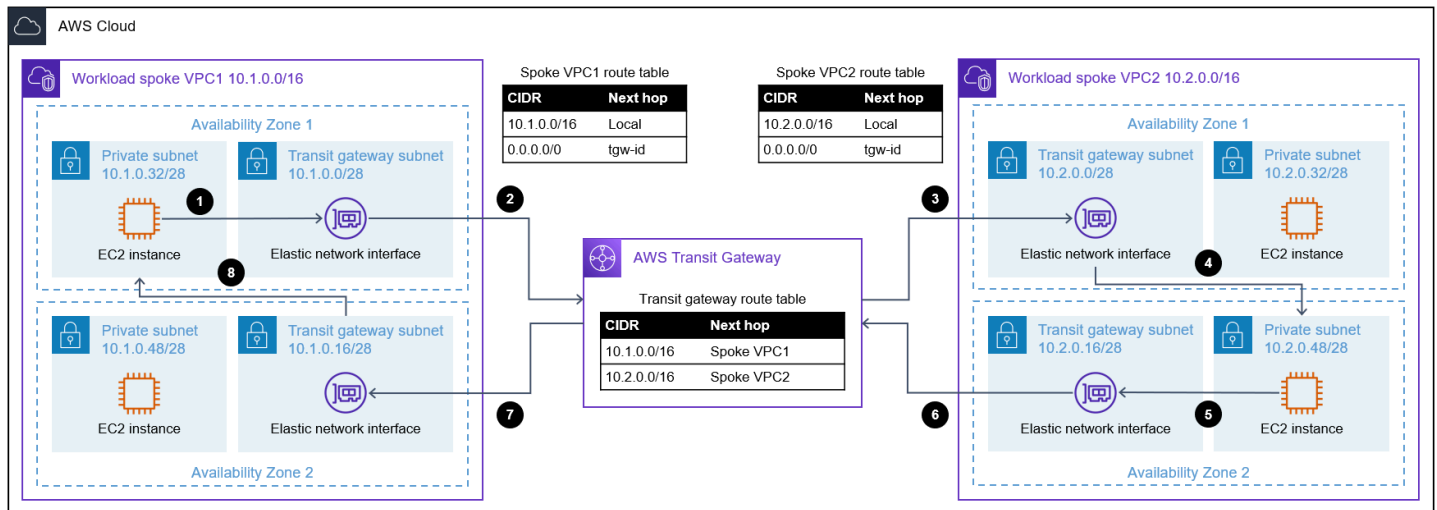 AWS Cloud
Workload spoke VPC1 10.1.0.0/16
Availability Zone 1
Private subnet
10.1.0.32/28
Transit gateway subnet
10.1.0.0/28
1
EC2 instance
Elastic network interface
8
Private subnet
10.1.0.48/28
Transit gateway subnet
10.1.0.16/28
EC2 instance
Elastic network interface
Availability Zone 2
Spoke VPC1 route table
CIDR Next hop
10.1.0.0/16 Local
0.0.0.0/0 tgw-id
Spoke VPC2 route table
CIDR Next hop
10.2.0.0/16 Local
0.0.0.0/0 tgw-id
2
3
AWS Transit Gateway
Transit gateway route table
CIDR Next hop
10.1.0.0/16 Spoke VPC1
10.2.0.0/16 Spoke VPC2
7
6
Workload spoke VPC2 10.2.0.0/16
Availability Zone 1
Transit gateway subnet
10.2.0.0/28
Private subnet
10.2.0.32/28
Elastic network interface
EC2 instance
4
Transit gateway subnet
10.2.0.16/28
Private subnet
10.2.0.48/28
5
Elastic network interface
EC2 instance
Availability Zone 2